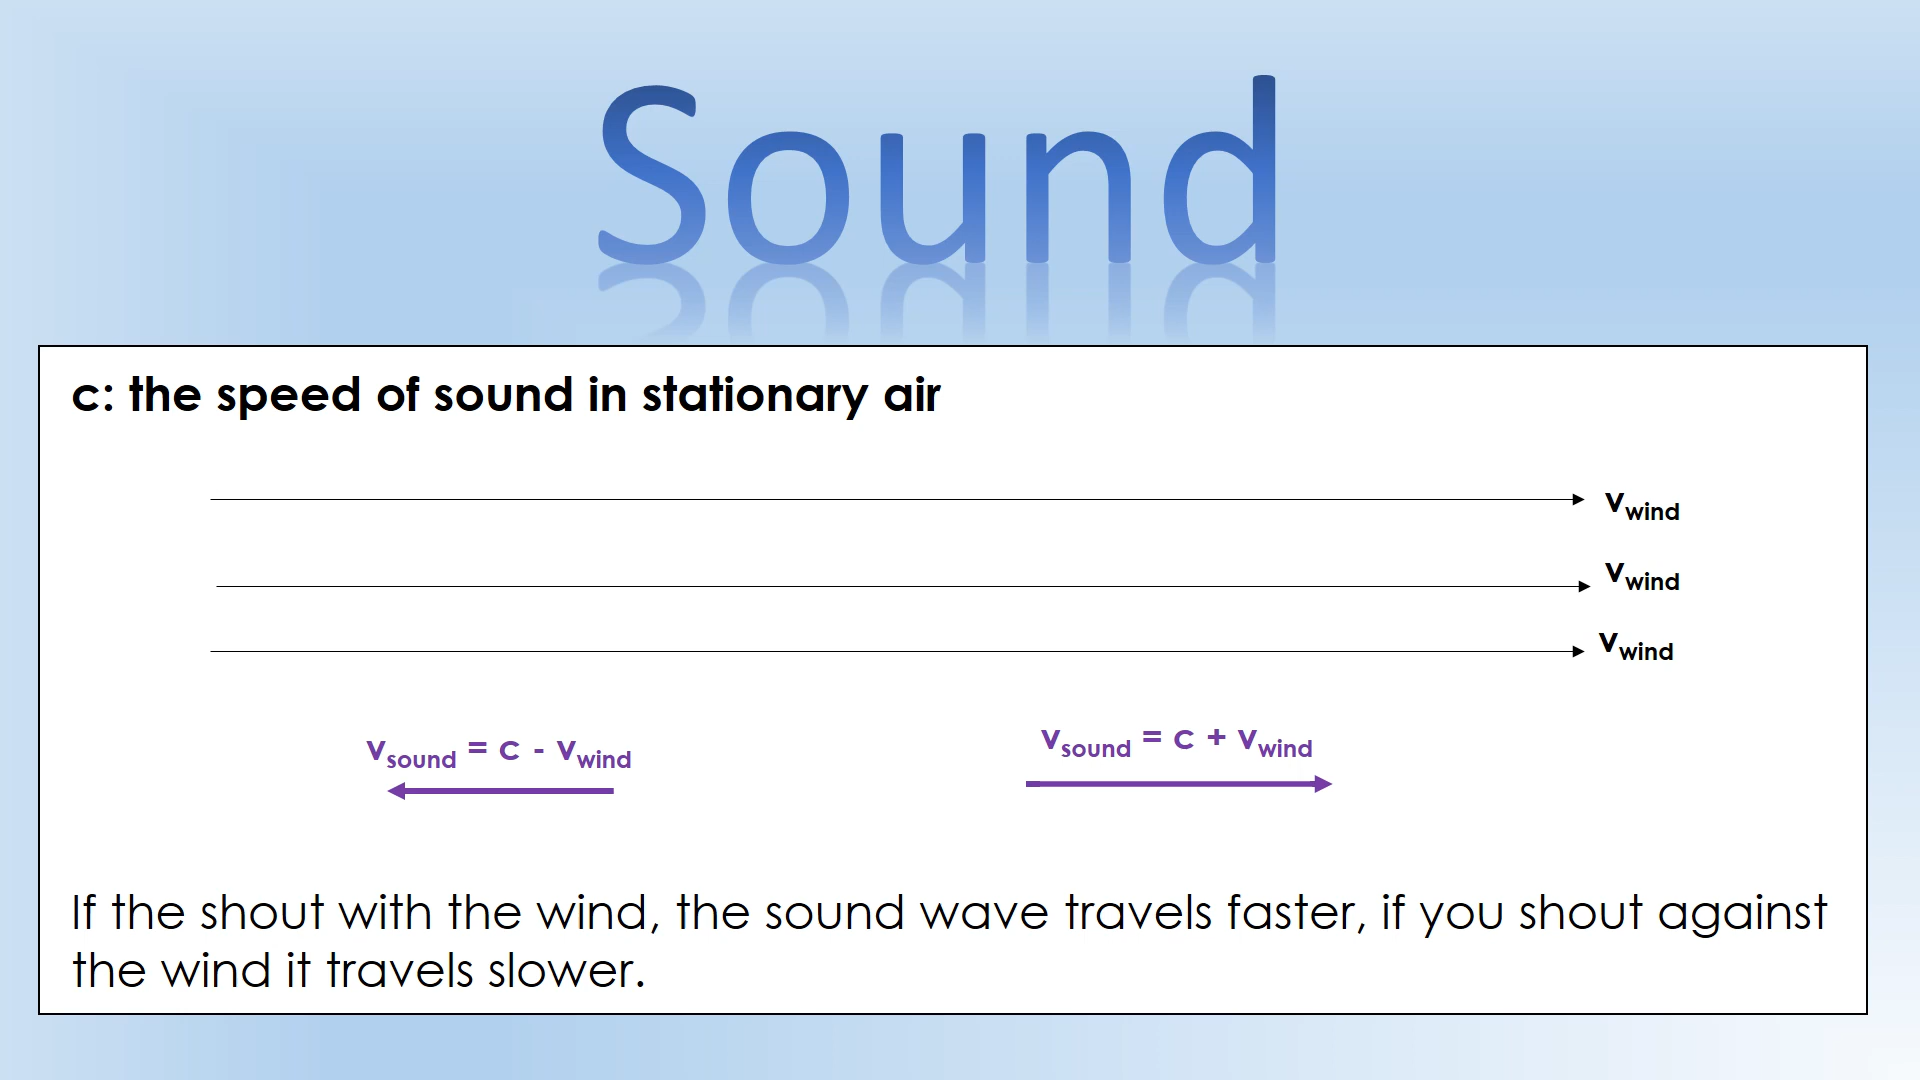 Sound
c: the speed of sound in stationary air
vwind
vwind
vwind
vsound = c - vwind
vsound = c + vwind
If the shout with the wind, the sound wave travels faster, if you shout against
the wind it travels slower.